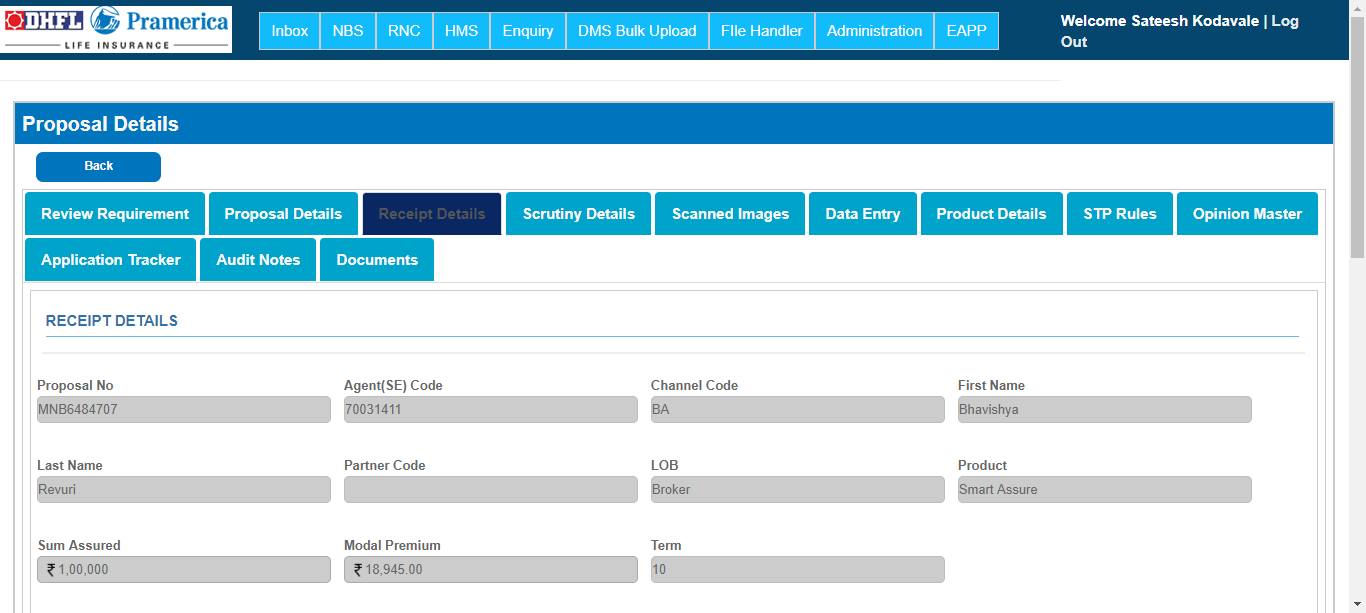 DHFL Pramerica
LIFE INSURANCE
Inbox NBS RNC HMS Enquiry DMS Bulk Upload FIle Handler Administration EAPP
Welcome Sateesh Kodavale | Log
Out
Proposal Details
Back
Review Requirement Proposal Details Receipt Details Scrutiny Details Scanned Images Data Entry Product Details STP Rules Opinion Master
Application Tracker Audit Notes Documents
RECEIPT DETAILS
Proposal No Agent(SE) Code Channel Code First Name
MNB6484707 70031411 BA Bhavishya
Last Name Partner Code LOB Product
Revuri Broker Smart Assure
Sum Assured Modal Premium Term
₹ 1,00,000 ₹ 18,945.00 10